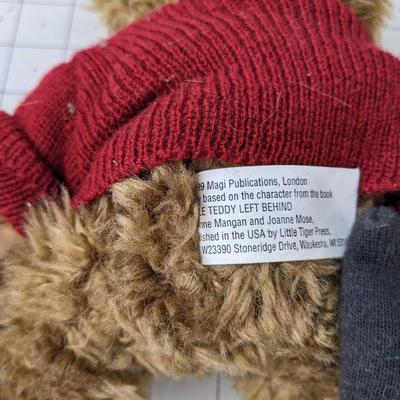 99 Magi Publications, London
based on the character from the book
LE TEDDY LEFT BEHIND
nne Mangan and Joanne Mose,
lished in the USA by Little Tiger Press,
W23390 Stoneridge Drive, Waukesha, WI 531